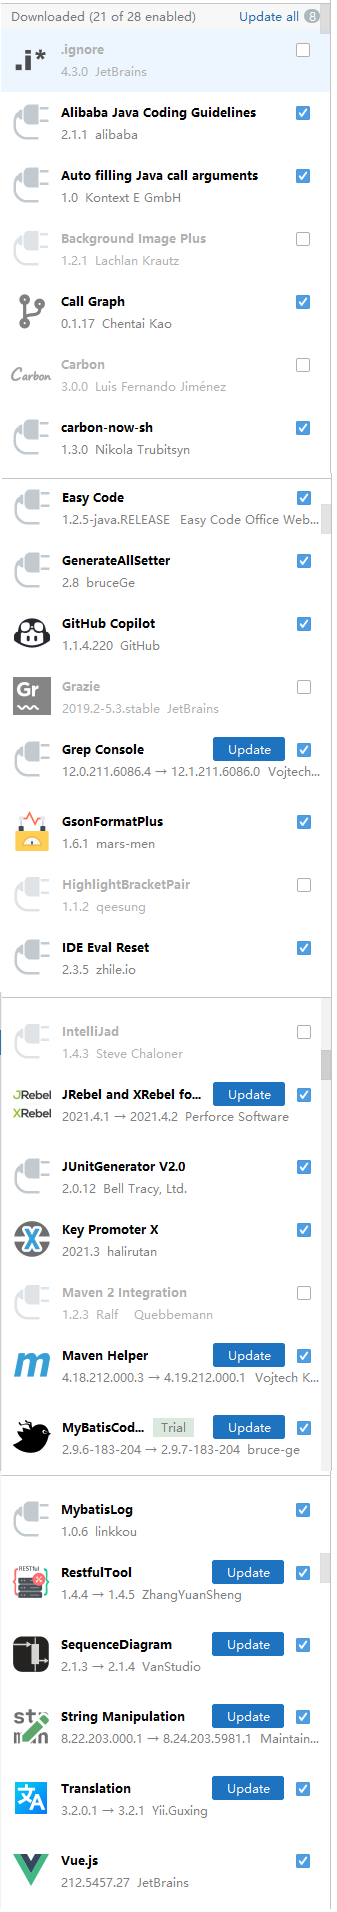 Downloaded (21 of 28 enabled) Update all 8
.i*
.ignore
4.3.0 JetBrains
Alibaba Java Coding Guidelines
2.1.1 alibaba
Auto filling Java call arguments
1.0 Kontext E GmbH
Background Image Plus
1.2.1 Lachlan Krautz
Call Graph
0.1.17 Chentai Kao
Carbon
Carbon
3.0.0 Luis Fernando Jiménez
carbon-now-sh
1.3.0 Nikola Trubitsyn
Easy Code
1.2.5-java.RELEASE Easy Code Office Web...
GenerateAllSetter
2.8 bruceGe
GitHub Copilot
1.1.4.220 GitHub
Gr
Grazie
2019.2-5.3.stable JetBrains
Grep Console Update
12.0.211.6086.4 → 12.1.211.6086.0 Vojtech...
GsonFormatPlus
1.6.1 mars-men
HighlightBracketPair
1.1.2 qeesung
IDE Eval Reset
2.3.5 zhile.io
IntelliJad
1.4.3 Steve Chaloner
JRebel JRebel and XRebel fo... Update
XRebel 2021.4.1 → 2021.4.2 Perforce Software
JUnitGenerator V2.0
2.0.12 Bell Tracy, Ltd.
X
Key Promoter X
2021.3 halirutan
Maven 2 Integration
1.2.3 Ralf Quebbemann
m
Maven Helper Update
4.18.212.000.3 → 4.19.212.000.1 Vojtech K...
MyBatisCod... Trial Update
2.9.6-183-204 → 2.9.7-183-204 bruce-ge
MybatisLog
1.0.6 linkkou
RESTful
RestfulTool Update
1.4.4 → 1.4.5 ZhangYuanSheng
SequenceDiagram Update
2.1.3 → 2.1.4 VanStudio
str
man
String Manipulation Update
8.22.203.000.1 → 8.24.203.5981.1 Maintain...
文A
Translation Update
3.2.0.1 → 3.2.1 Yii.Guxing
Vue.js
212.5457.27 JetBrains